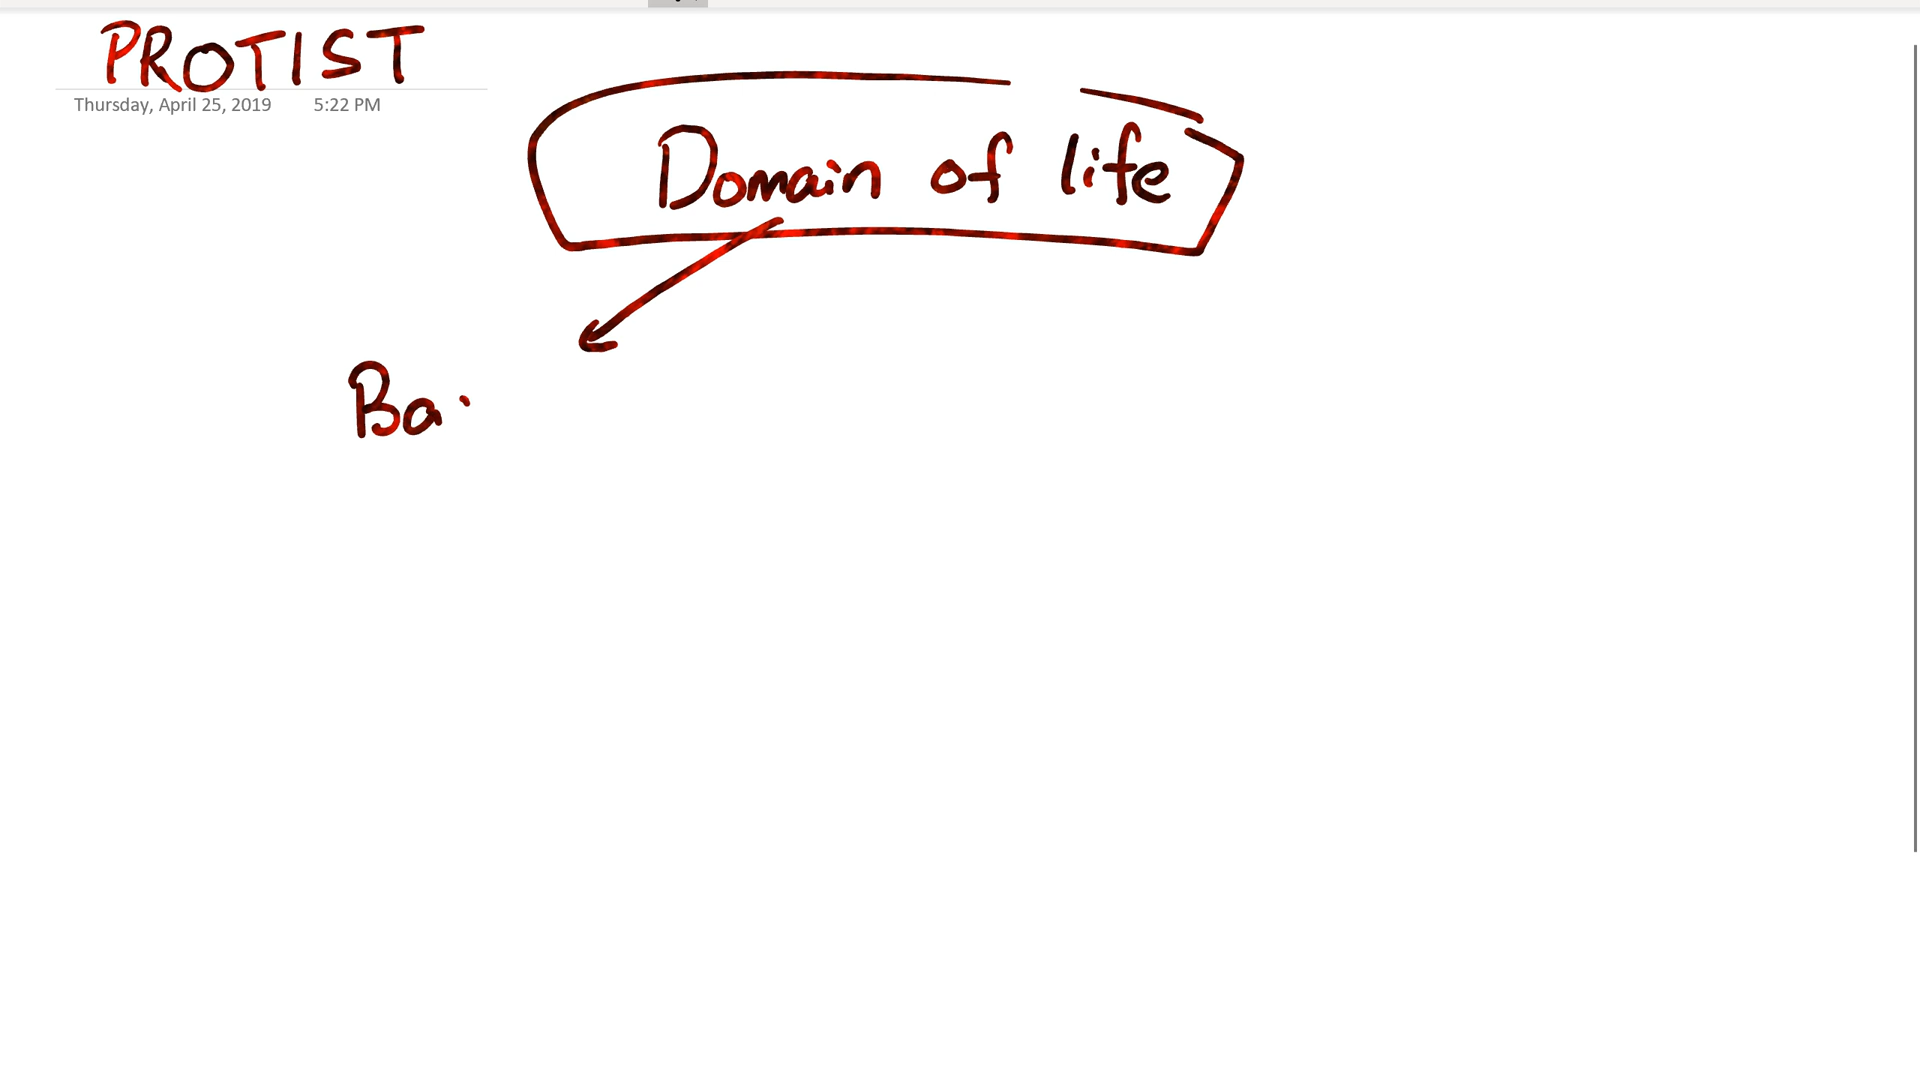 PROTIST
Thursday, April 25, 2019 5:22 PM
Domain of life
Ba